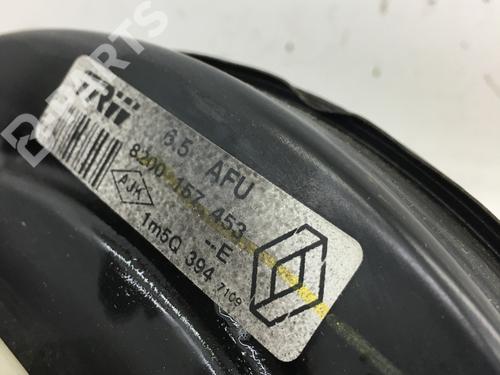 B-PARTS
TRW
6.5 AFU
8200 157 453
--E
AJK
1m5Q 394 7109